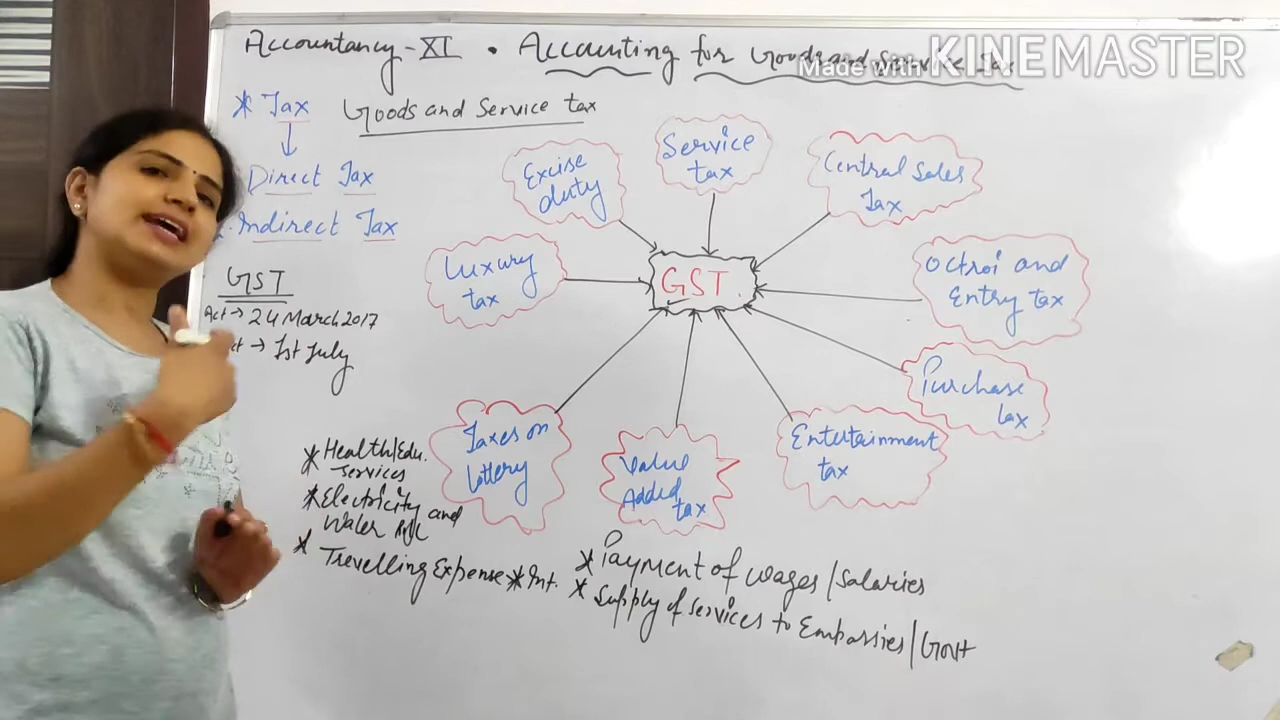 Accountancy-XI • Accounting for Goods and Service tax
Made with KINEMASTER
* Tax
Goods and Service tax
Direct Tax
Indirect Tax
GST
Act → 24 March 2017
→ 1st July
Excise
duty
Service
tax
Central Sales
Tax
Luxury
tax
GST
Octroi and
Entry tax
Purchase
tax
Taxes on
lottery
Value
Added
tax
Entertainment
tax
* Health/Edu.
Services
* Electricity and
Water
* Trevelling Expense * Int.
* Payment of wages/Salaries
* Supply of Services to Embassies/Govt